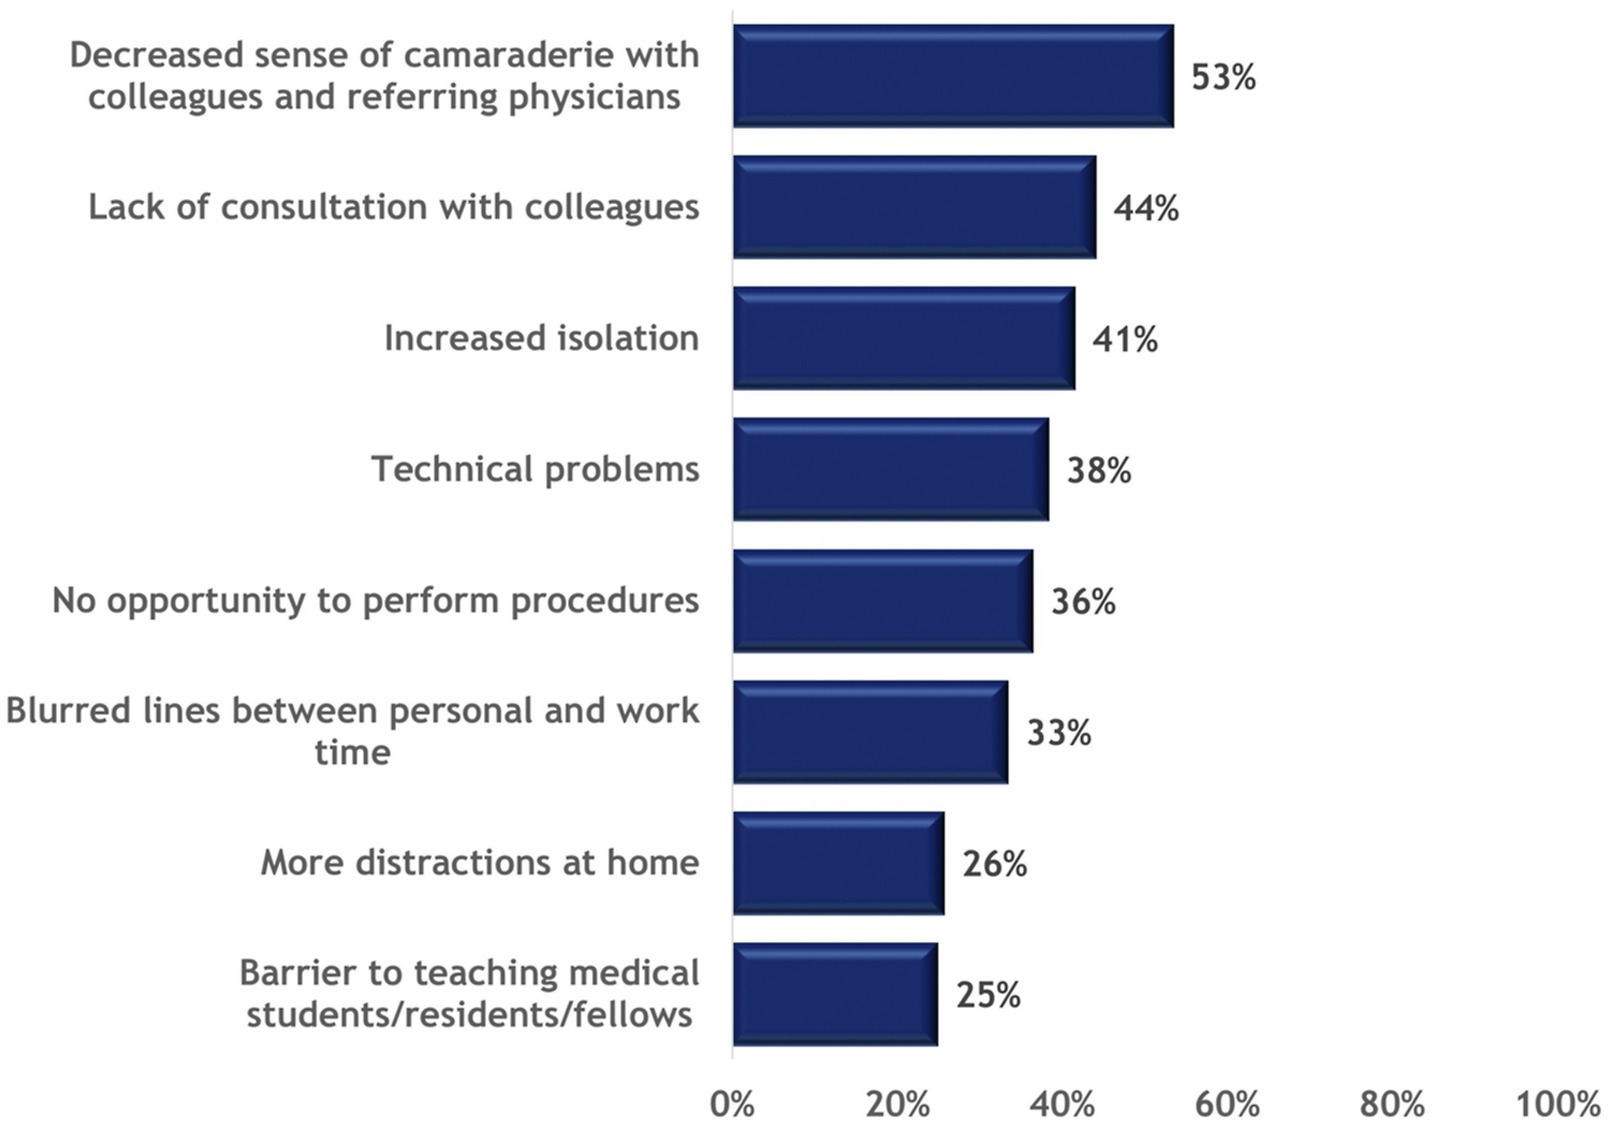 Decreased sense of camaraderie with
colleagues and referring physicians
53%
Lack of consultation with colleagues
44%
Increased isolation
41%
Technical problems
38%
No opportunity to perform procedures
36%
Blurred lines between personal and work
time
33%
More distractions at home
26%
Barrier to teaching medical
students/residents/fellows
25%
0% 20% 40% 60% 80% 100%